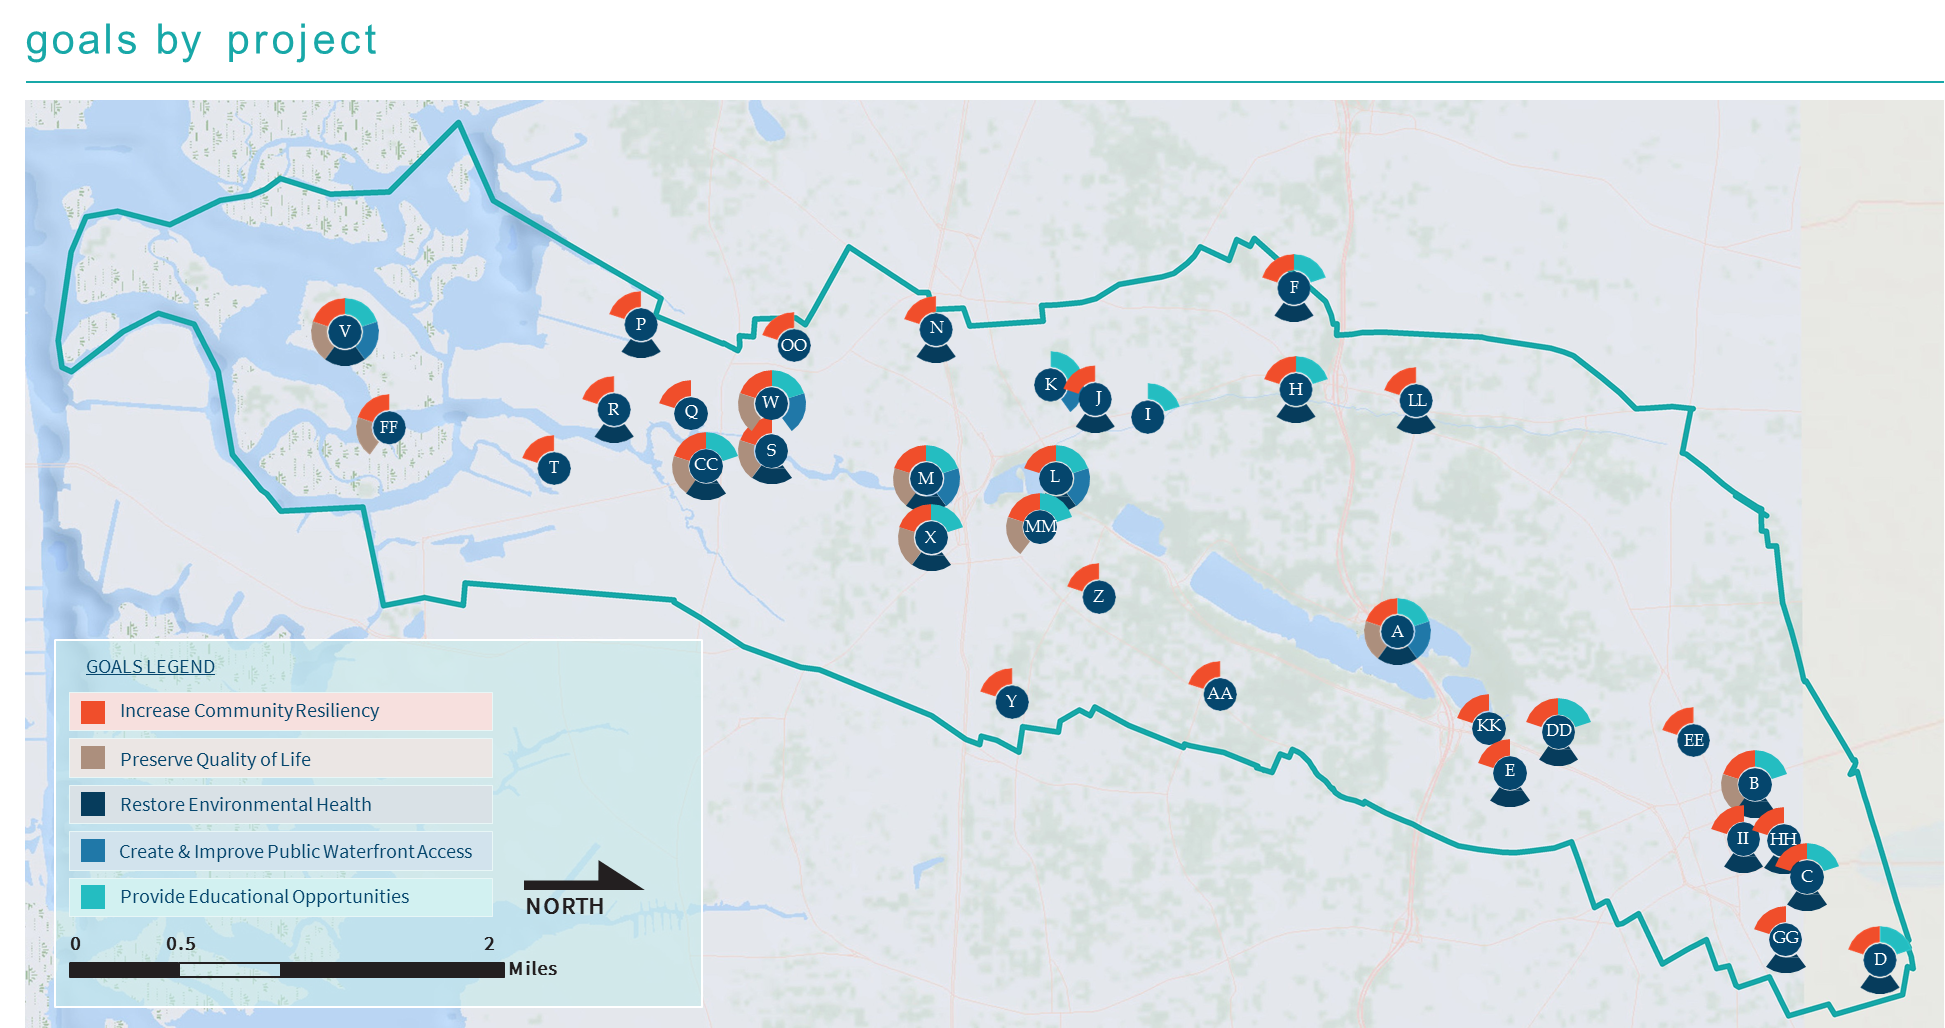 goals by project
F
V
P
N
OO
K
H
J
LL
W
R
Q
I
FF
S
CC
T
M
L
MM
X
Z
A
AA
Y
KK
DD
EE
E
B
II
HH
C
GG
D
GOALS LEGEND
Increase Community Resiliency
Preserve Quality of Life
Restore Environmental Health
Create & Improve Public Waterfront Access
Provide Educational Opportunities
NORTH
0 0.5 2
Miles